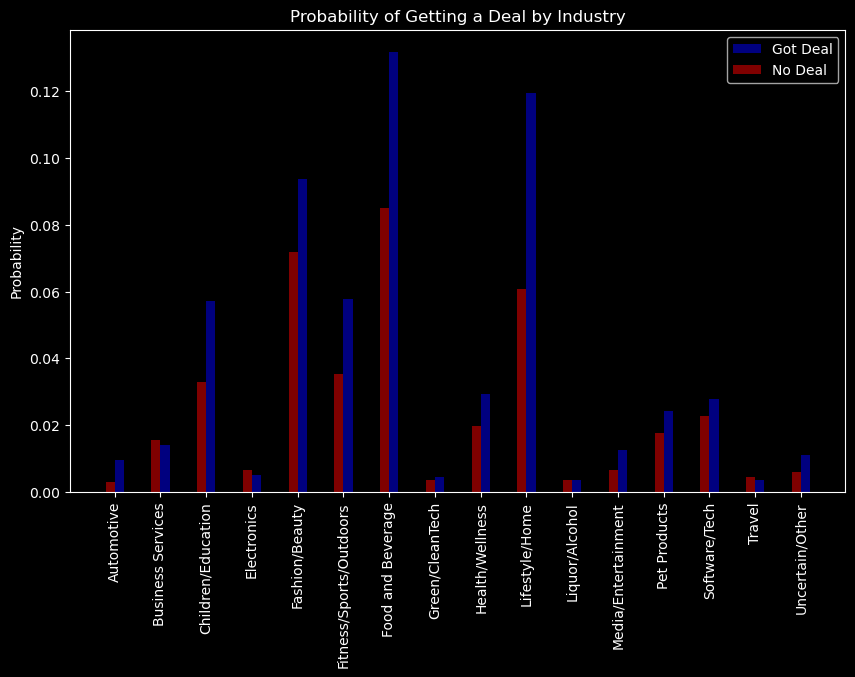 Probability of Getting a Deal by Industry
Got Deal
No Deal
Probability
0.12
0.10
0.08
0.06
0.04
0.02
0.00
Automotive
Business Services
Children/Education
Electronics
Fashion/Beauty
Fitness/Sports/Outdoors
Food and Beverage
Green/CleanTech
Health/Wellness
Lifestyle/Home
Liquor/Alcohol
Media/Entertainment
Pet Products
Software/Tech
Travel
Uncertain/Other